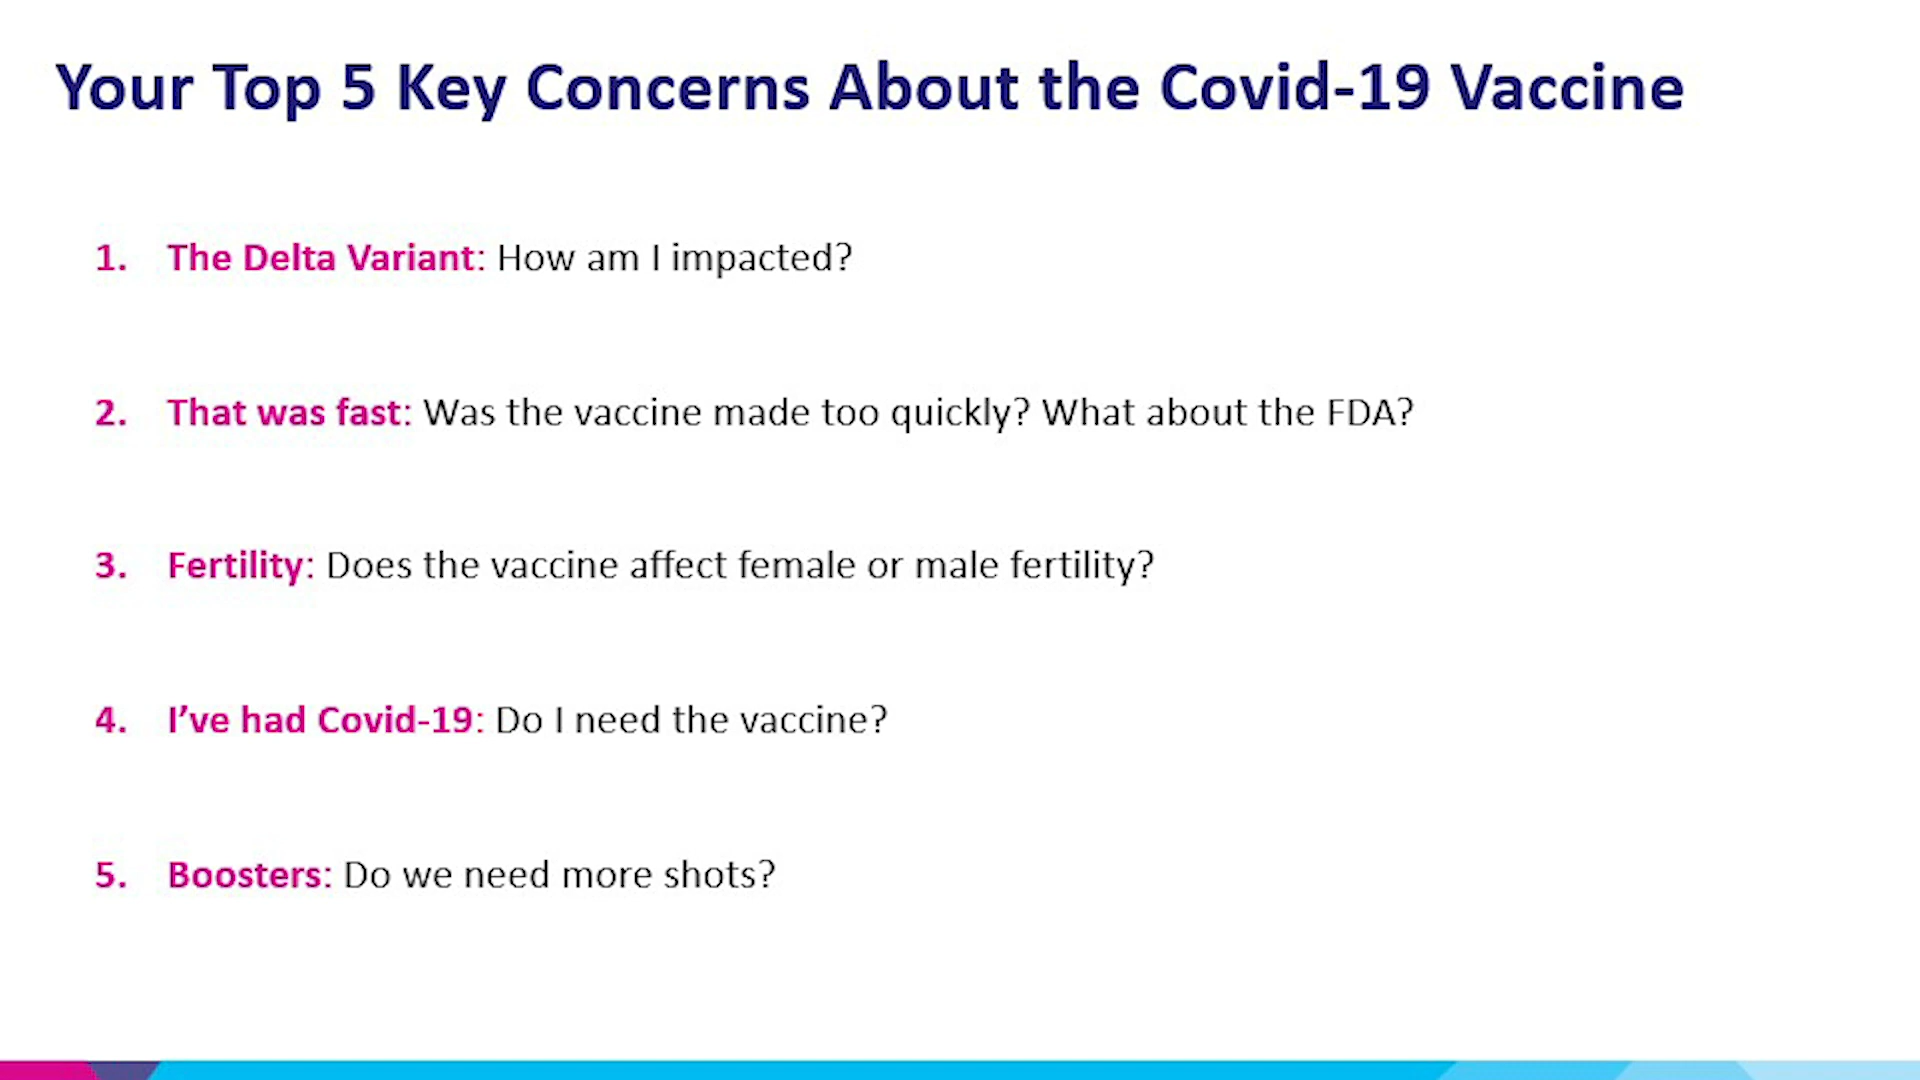 Your Top 5 Key Concerns About the Covid-19 Vaccine
1. The Delta Variant: How am I impacted?
2. That was fast: Was the vaccine made too quickly? What about the FDA?
3. Fertility: Does the vaccine affect female or male fertility?
4. I’ve had Covid-19: Do I need the vaccine?
5. Boosters: Do we need more shots?